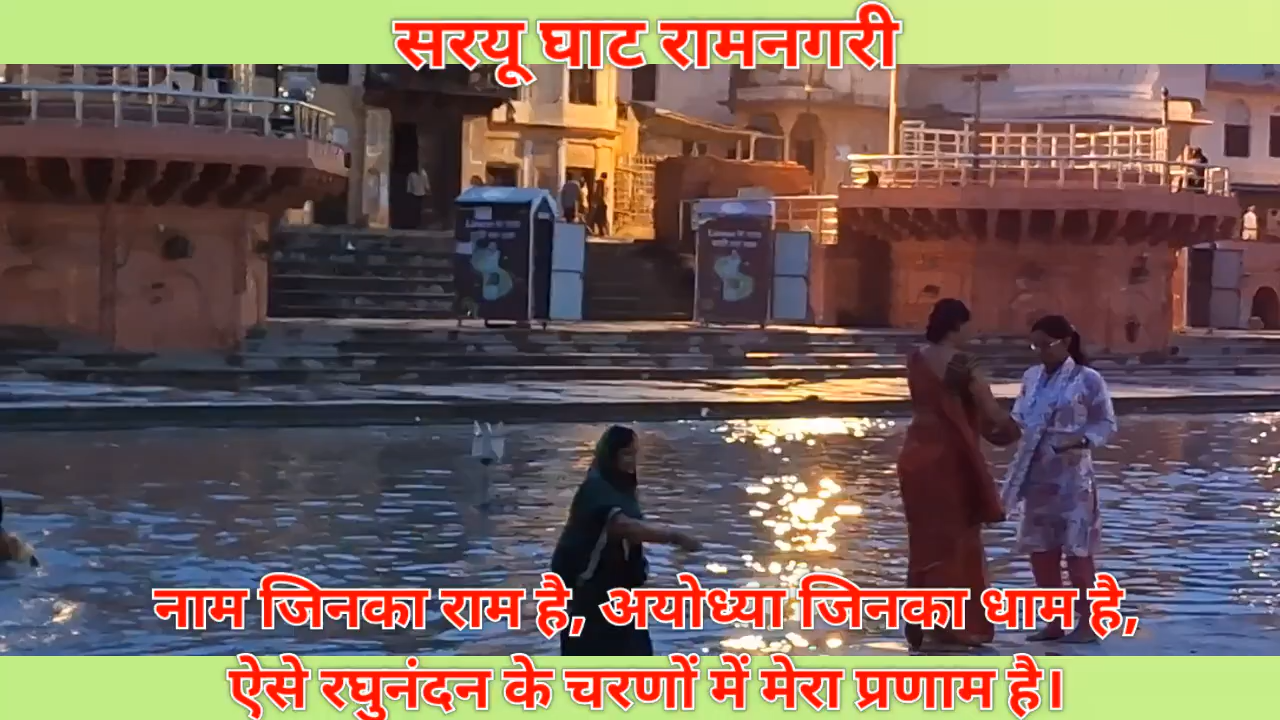 सरयू घाट रामनगरी
नाम जिनका राम है, अयोध्या जिनका धाम है,
ऐसे रघुनंदन के चरणों में मेरा प्रणाम है।